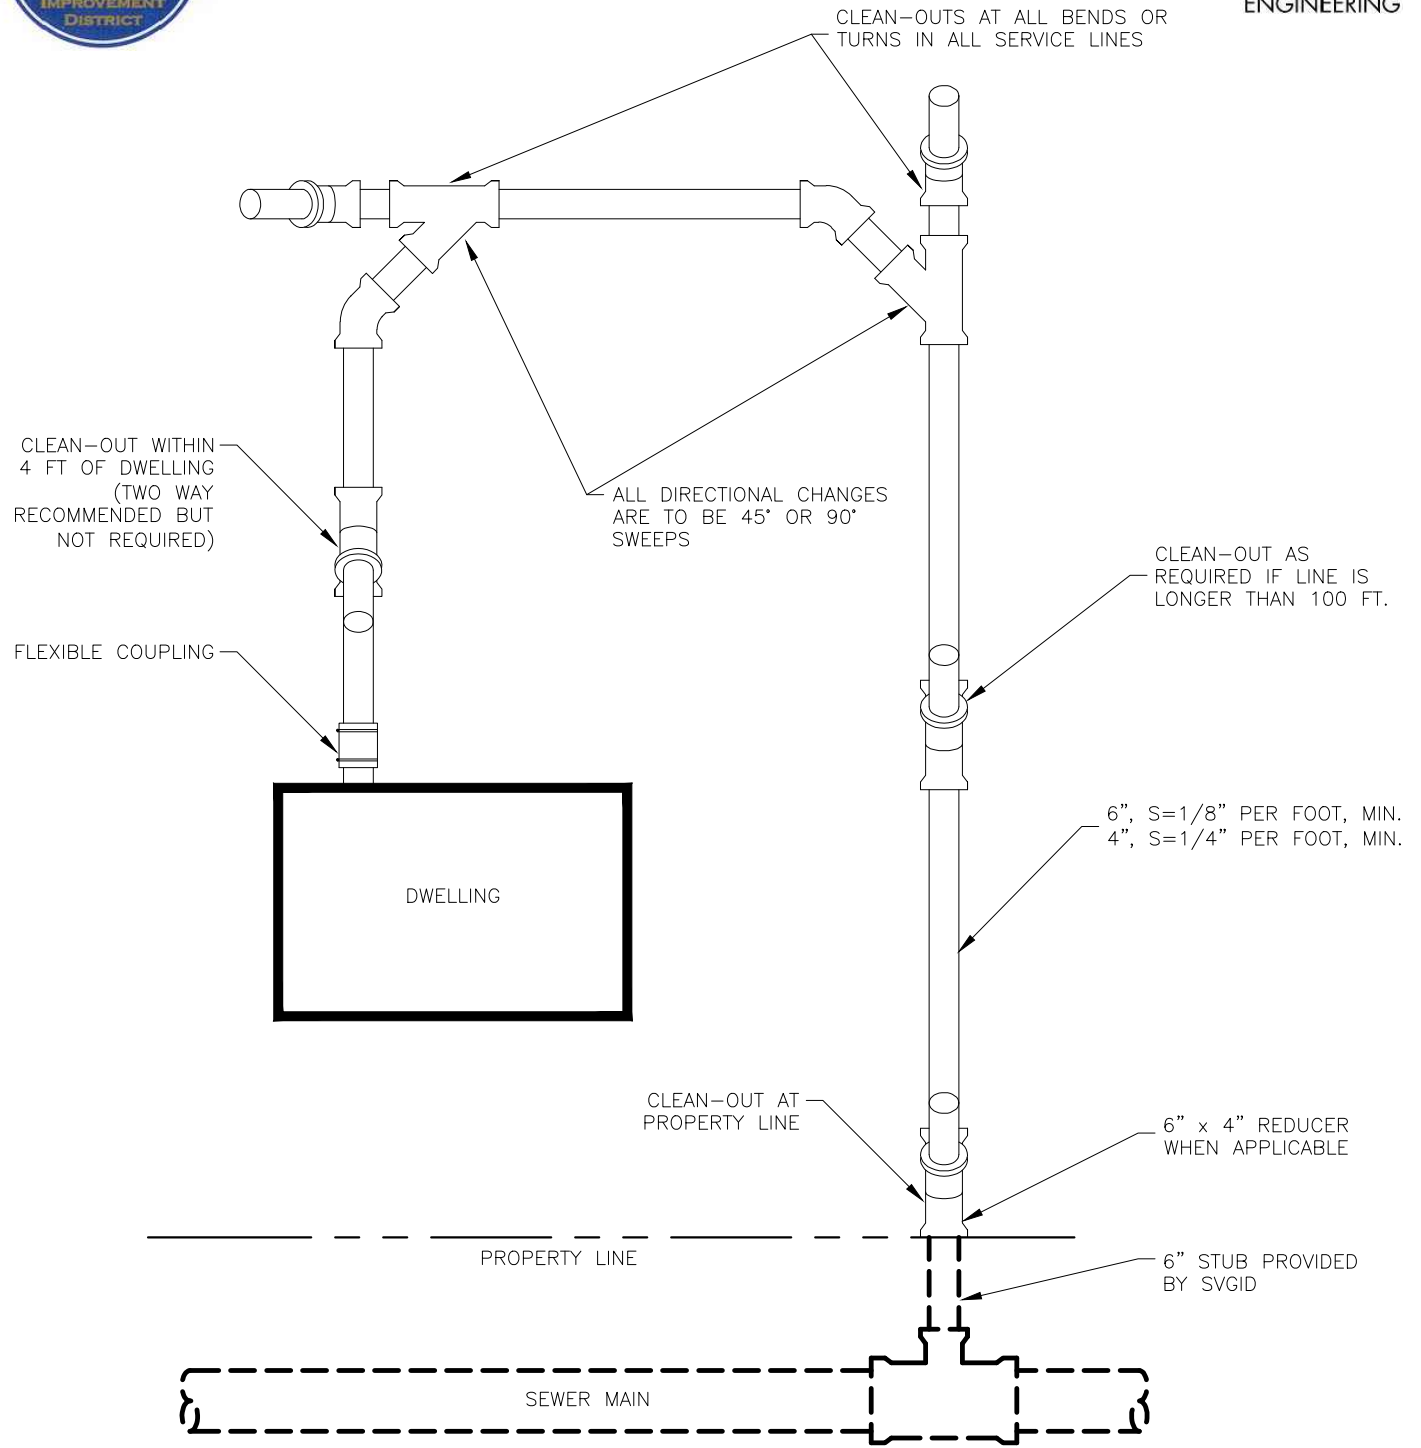 IMPROVEMENT
DISTRICT
ENGINEERING
CLEAN-OUTS AT ALL BENDS OR
TURNS IN ALL SERVICE LINES
CLEAN-OUT WITHIN
4 FT OF DWELLING
(TWO WAY
RECOMMENDED BUT
NOT REQUIRED)
ALL DIRECTIONAL CHANGES
ARE TO BE 45° OR 90°
SWEEPS
CLEAN-OUT AS
REQUIRED IF LINE IS
LONGER THAN 100 FT.
FLEXIBLE COUPLING
6", S=1/8" PER FOOT, MIN.
4", S=1/4" PER FOOT, MIN.
DWELLING
CLEAN-OUT AT
PROPERTY LINE
6" x 4" REDUCER
WHEN APPLICABLE
PROPERTY LINE
6" STUB PROVIDED
BY SVGID
SEWER MAIN